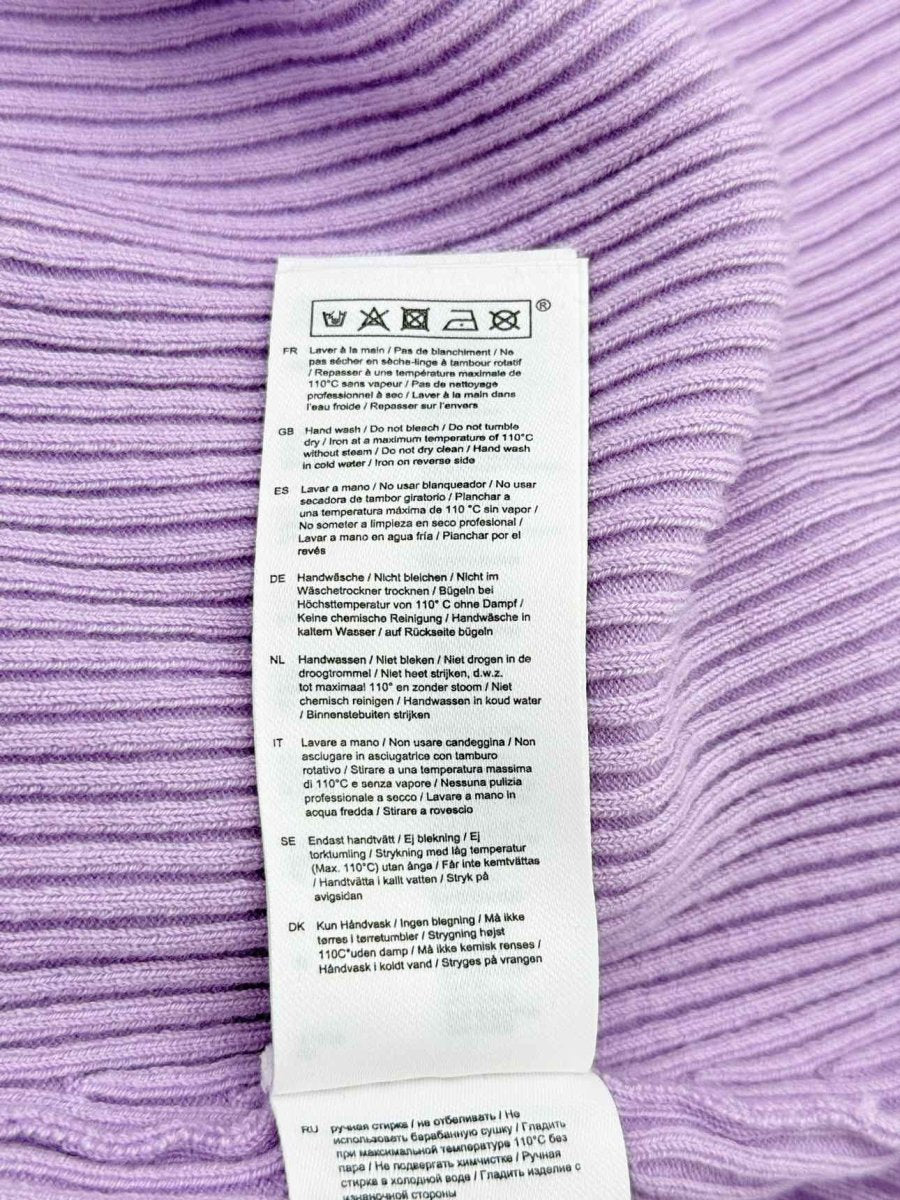 ®
FR Laver à la main / Pas de blanchiment / Ne
pas sécher en sèche-linge à tambour rotatif
/ Repasser à une température maximale de
110°C sans vapeur / Pas de nettoyage
professionnel à sec / Laver à la main dans
l'eau froide / Repasser sur l'envers
GB Hand wash / Do not bleach / Do not tumble
dry / Iron at a maximum temperature of 110°C
without steam / Do not dry clean / Hand wash
in cold water / Iron on reverse side
ES Lavar a mano / No usar blanqueador / No usar
secadora de tambor giratorio / Planchar a
una temperatura máxima de 110 °C sin vapor /
No someter a limpieza en seco profesional /
Lavar a mano en agua fría / Planchar por el
revés
DE Handwäsche / Nicht bleichen / Nicht im
Wäschetrockner trocknen / Bügeln bei
Höchsttemperatur von 110° C ohne Dampf /
Keine chemische Reinigung / Handwäsche in
kaltem Wasser / auf Rückseite bügeln
NL Handwassen / Niet bleken / Niet drogen in de
droogtrommel / Niet heet strijken, d.w.z.
tot maximaal 110° en zonder stoom / Niet
chemisch reinigen / Handwassen in koud water
/ Binnenstebuiten strijken
IT Lavare a mano / Non usare candeggina / Non
asciugare in asciugatrice con tamburo
rotativo / Stirare a una temperatura massima
di 110°C e senza vapore / Nessuna pulizia
professionale a secco / Lavare a mano in
acqua fredda / Stirare a rovescio
SE Endast handtvätt / Ej blekning / Ej
torktumling / Strykning med låg temperatur
(Max. 110°C) utan ånga / Får inte kemtvättas
/ Handtvätta i kallt vatten / Stryk på
avigsidan
DK Kun Håndvask / Ingen blegning / Må ikke
tørres i tørretumbler / Strygning højst
110C°uden damp / Må ikke kemisk renses /
Håndvask i koldt vand / Stryges på vrangen
RU ручная стирка / не отбеливать / Не
использовать барабанную сушку / Гладить
при максимальной температуре 110°C без
пара / Не подвергать химчистке / Ручная
стирка в холодной воде / Гладить изделие с
изнаночной стороны